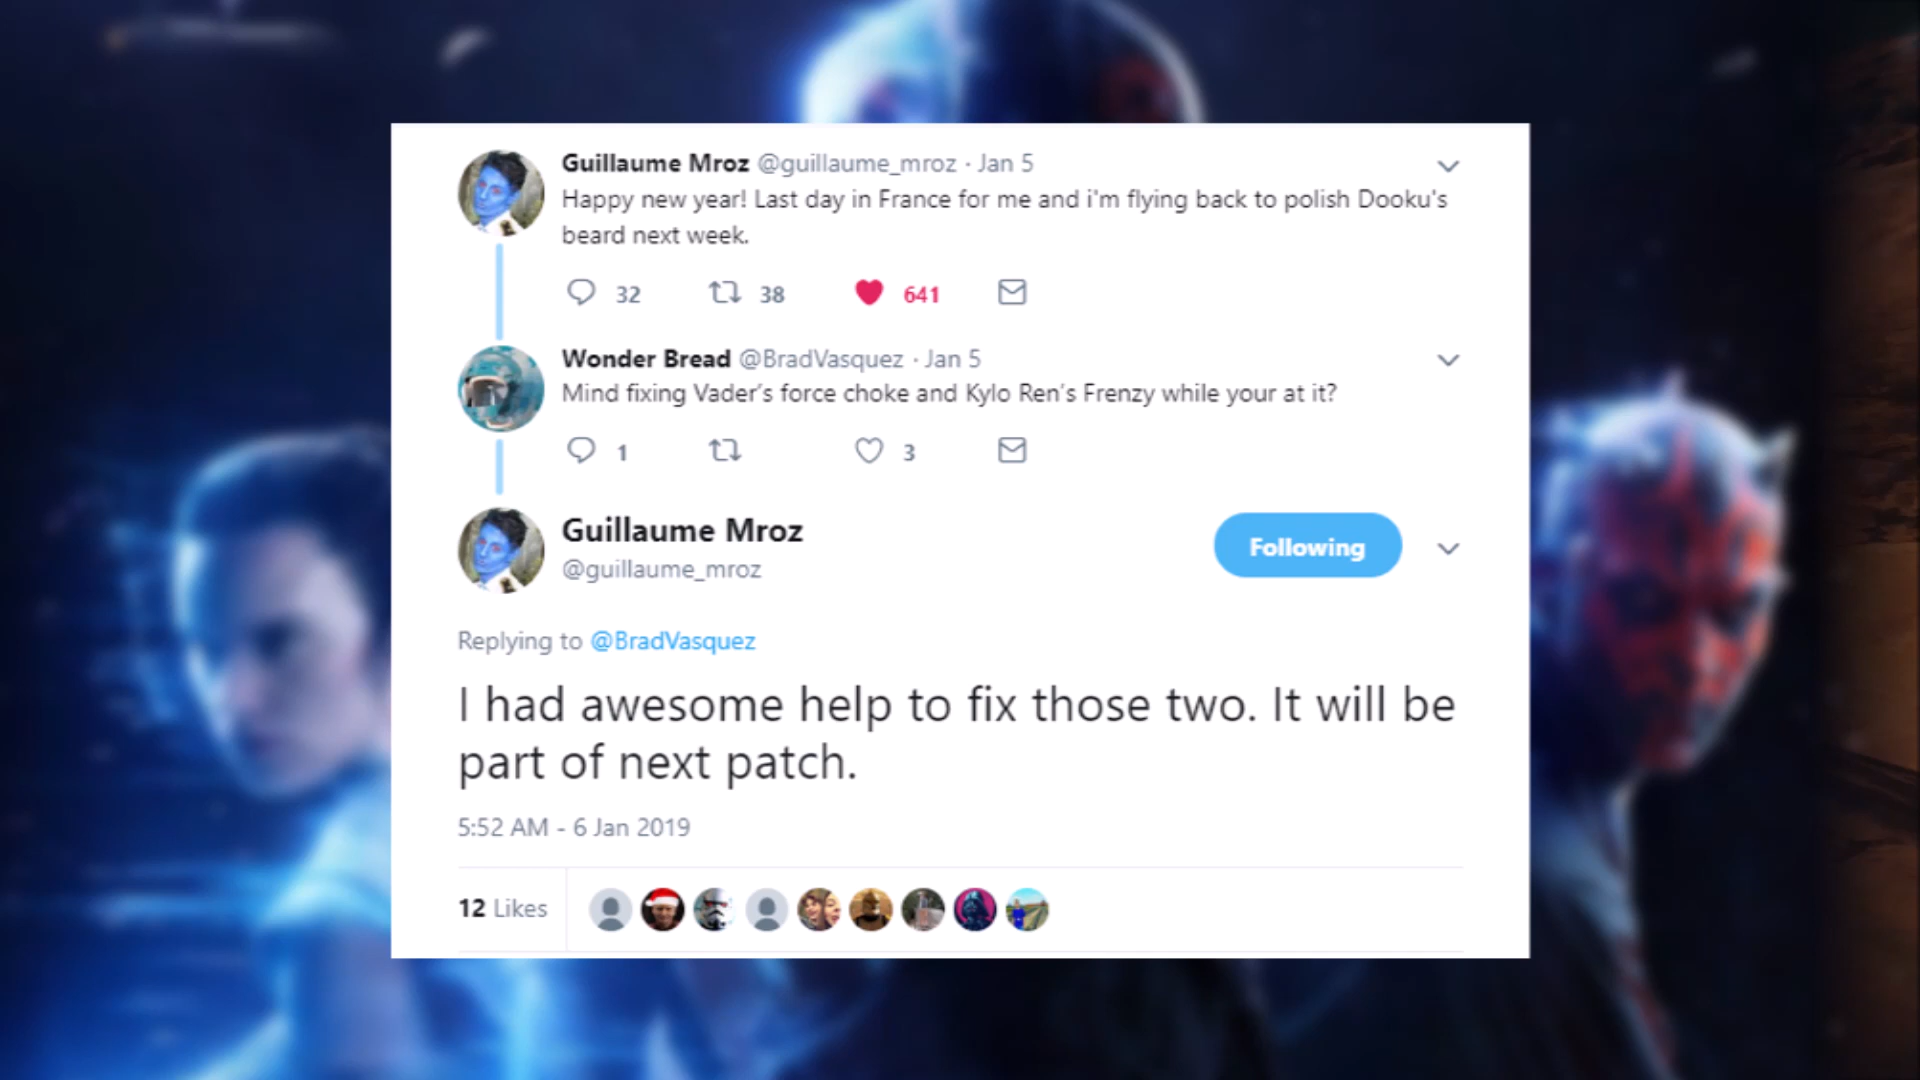 Guillaume Mroz @guillaume_mroz · Jan 5
Happy new year! Last day in France for me and i'm flying back to polish Dooku's
beard next week.
32 38 641
Wonder Bread @BradVasquez · Jan 5
Mind fixing Vader’s force choke and Kylo Ren’s Frenzy while your at it?
1 3
Guillaume Mroz
@guillaume_mroz
Following
Replying to @BradVasquez
I had awesome help to fix those two. It will be
part of next patch.
5:52 AM - 6 Jan 2019
12 Likes